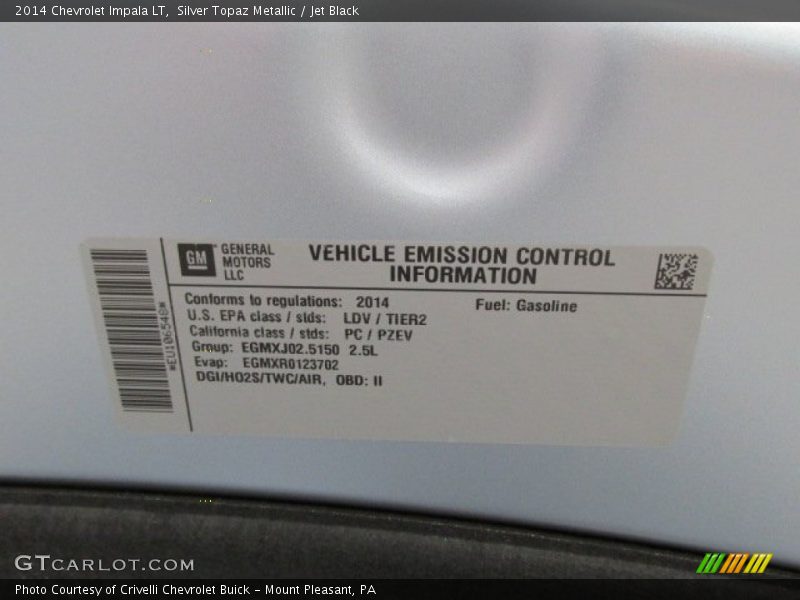 2014 Chevrolet Impala LT,  Silver Topaz Metallic / Jet Black
GM GENERAL MOTORS LLC
VEHICLE EMISSION CONTROL
INFORMATION
*EU106548*
Conforms to regulations: 2014
Fuel: Gasoline
U.S. EPA class / stds: LDV / TIER2
California class / stds: PC / PZEV
Group: EGMXJ02.5150 2.5L
Evap: EGMXR0123702
DGI/HO2S/TWC/AIR, OBD: II
GTCARLOT.COM
Photo Courtesy of Crivelli Chevrolet Buick - Mount Pleasant, PA